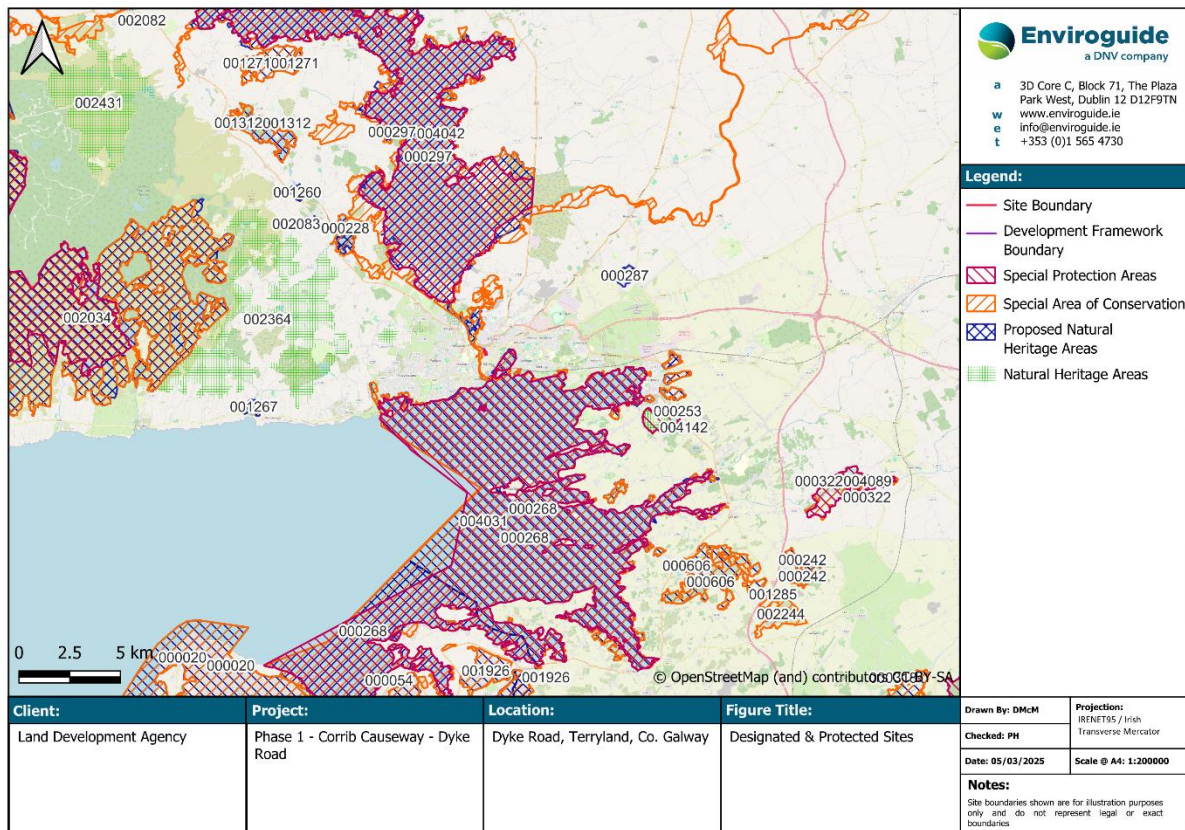 002082
001271001271
002431
001312001312
000297004042
000297
001260
002083
000228
000287
002034
002364
001267
000253
004142
000322004089
000322
000268
004031
000268
000606
000606
000242
000242
001285
002244
000268
000020
000020
000054
001926
001926
0 2.5 5 km
© OpenStreetMap (and) contributors CC-BY-SA
Enviroguide
a DNV company
a 3D Core C, Block 71, The Plaza
Park West, Dublin 12 D12F9TN
w www.enviroguide.ie
e info@enviroguide.ie
t +353 (0)1 565 4730
Legend:
Site Boundary
Development Framework
Boundary
Special Protection Areas
Special Area of Conservation
Proposed Natural
Heritage Areas
Natural Heritage Areas
Client:
Land Development Agency
Project:
Phase 1 - Corrib Causeway - Dyke
Road
Location:
Dyke Road, Terryland, Co. Galway
Figure Title:
Designated & Protected Sites
Drawn By: DMcM
Checked: PH
Date: 05/03/2025
Projection:
IRENET95 / Irish
Transverse Mercator
Scale @ A4: 1:200000
Notes:
Site boundaries shown are for illustration purposes
only and do not represent legal or exact
boundaries